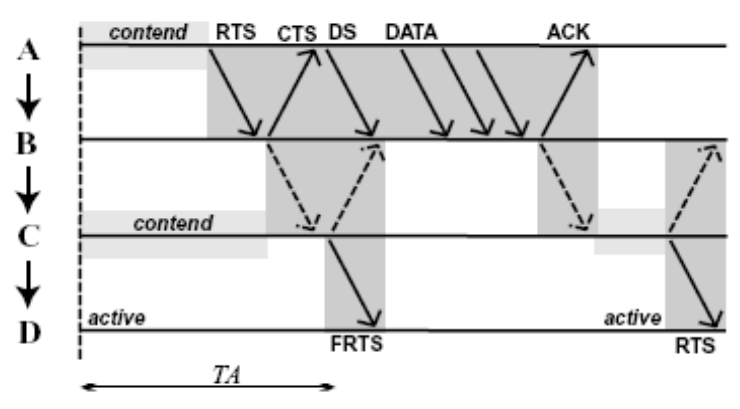 contend RTS CTS DS DATA ACK
A
B
contend
C
active active
D
FRTS RTS
TA